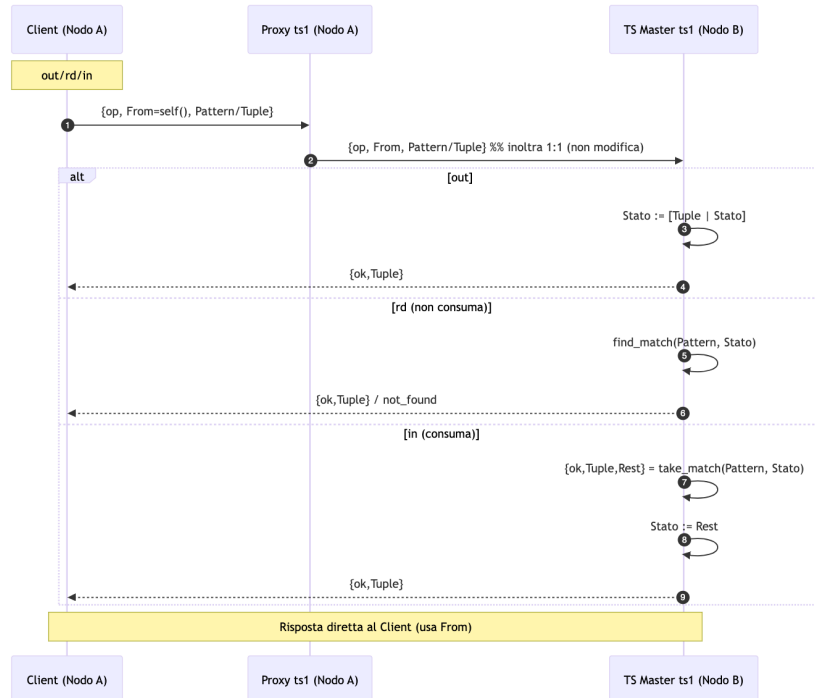 Client (Nodo A)
Proxy ts1 (Nodo A)
TS Master ts1 (Nodo B)
out/rd/in
{op, From=self(), Pattern/Tuple}
1
{op, From, Pattern/Tuple} %% inoltra 1:1 (non modifica)
2
alt
[out]
Stato := [Tuple | Stato]
3
{ok,Tuple}
4
[rd (non consuma)]
find_match(Pattern, Stato)
5
{ok,Tuple} / not_found
6
[in (consuma)]
{ok,Tuple,Rest} = take_match(Pattern, Stato)
7
Stato := Rest
8
{ok,Tuple}
9
Risposta diretta al Client (usa From)
Client (Nodo A)
Proxy ts1 (Nodo A)
TS Master ts1 (Nodo B)